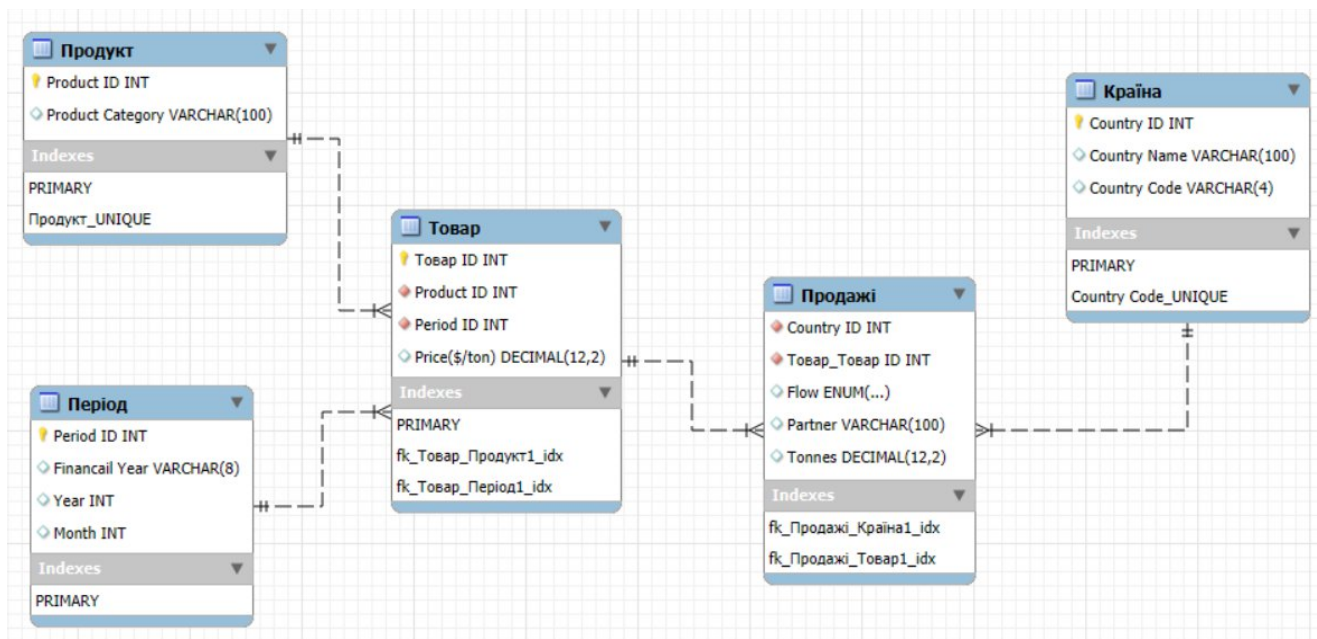 Продукт
Product ID INT
Product Category VARCHAR(100)
Indexes
PRIMARY
Продукт_UNIQUE
Період
Period ID INT
Financail Year VARCHAR(8)
Year INT
Month INT
Indexes
PRIMARY
Товар
Товар ID INT
Product ID INT
Period ID INT
Price($/ton) DECIMAL(12,2)
Indexes
PRIMARY
fk_Товар_Продукт1_idx
fk_Товар_Період1_idx
Продажі
Country ID INT
Товар_Товар ID INT
Flow ENUM(...)
Partner VARCHAR(100)
Tonnes DECIMAL(12,2)
Indexes
fk_Продажі_Країна1_idx
fk_Продажі_Товар1_idx
Країна
Country ID INT
Country Name VARCHAR(100)
Country Code VARCHAR(4)
Indexes
PRIMARY
Country Code_UNIQUE